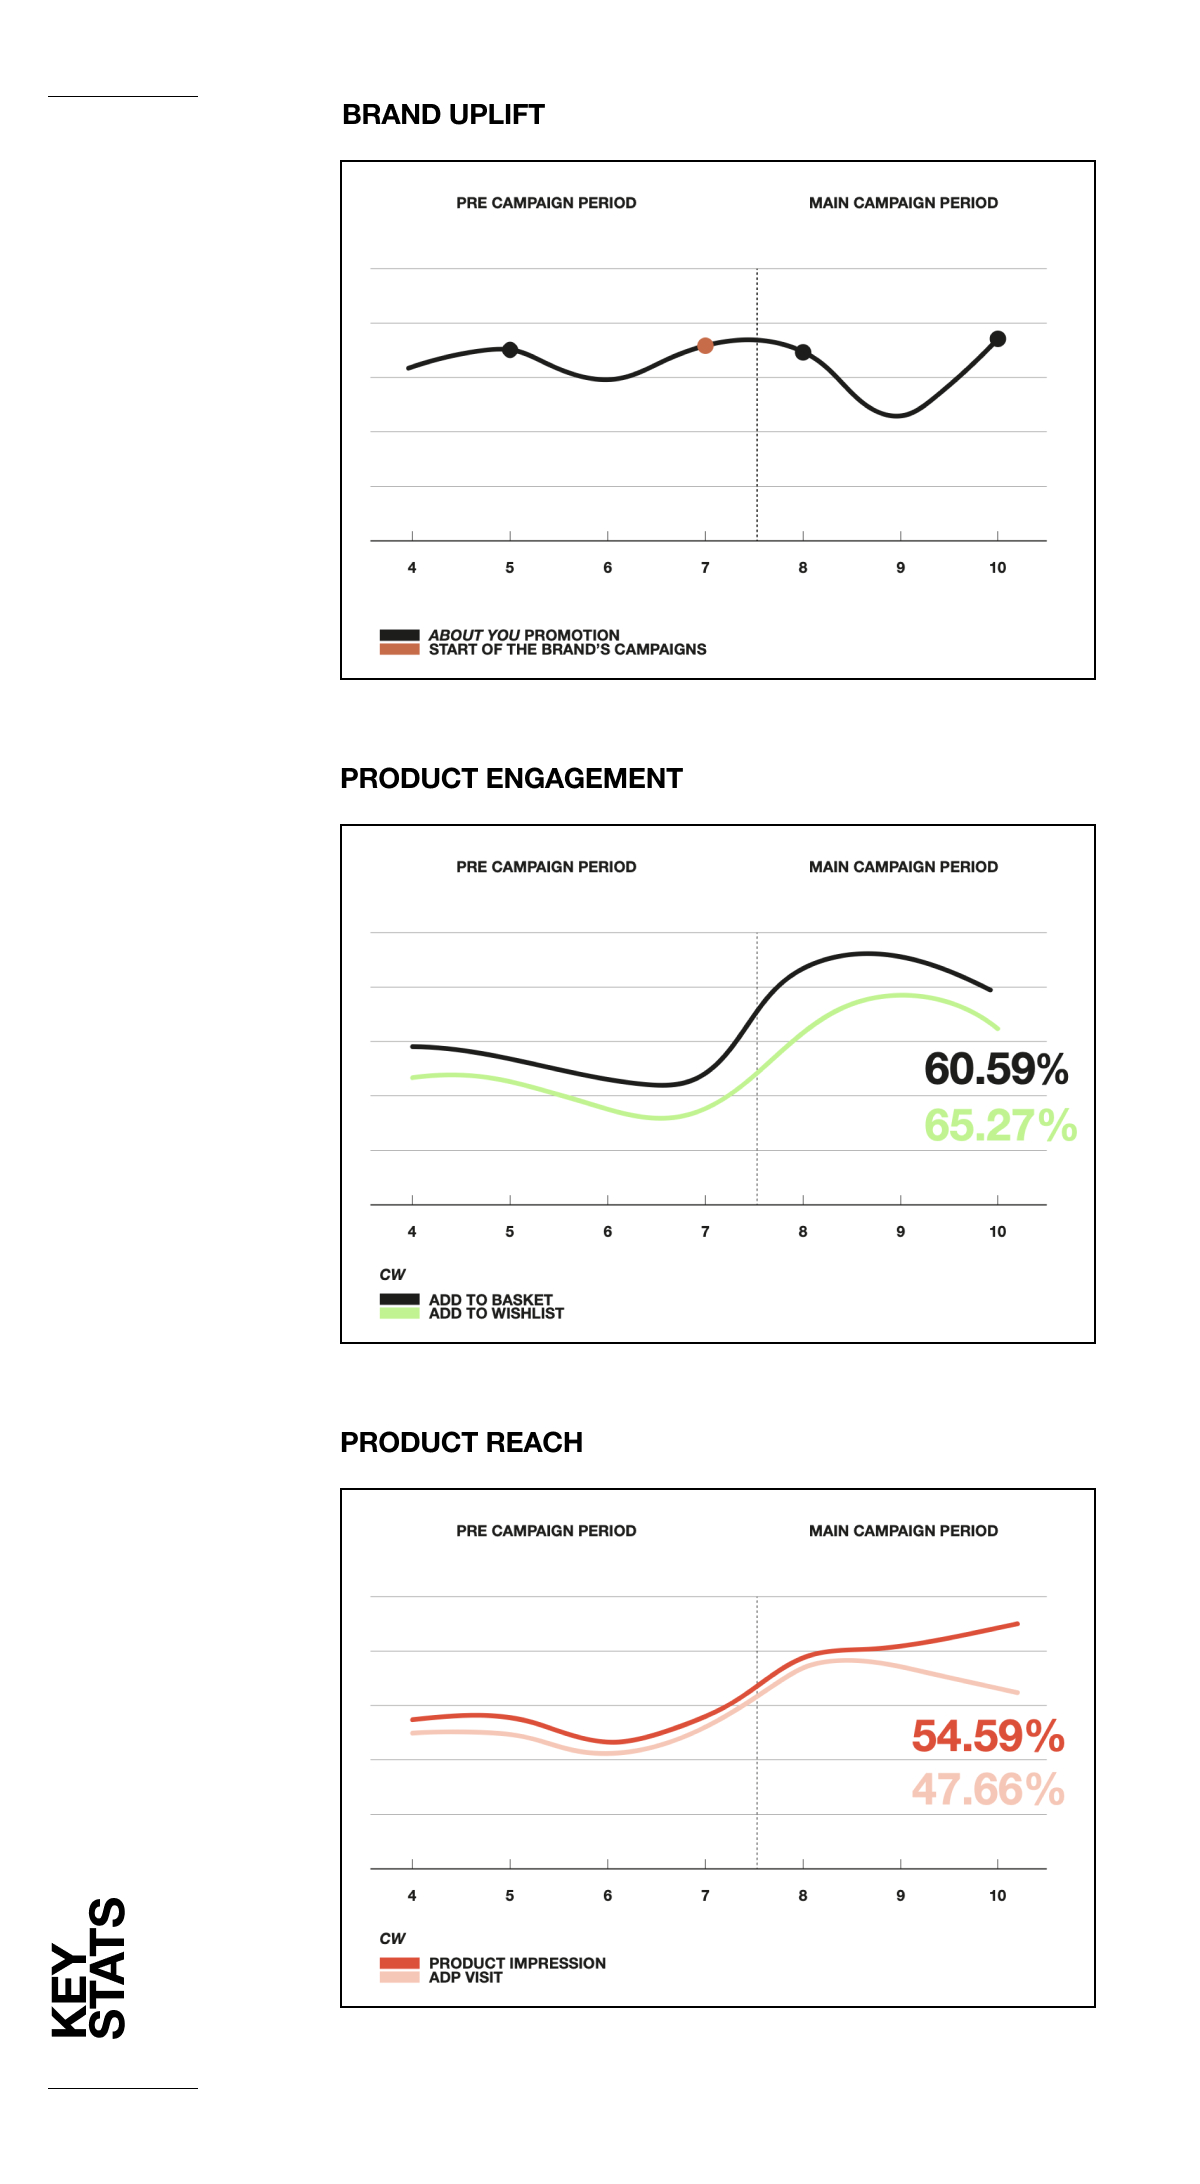 BRAND UPLIFT
PRE CAMPAIGN PERIOD
MAIN CAMPAIGN PERIOD
4 5 6 7 8 9 10
ABOUT YOU PROMOTION
START OF THE BRAND’S CAMPAIGNS
PRODUCT ENGAGEMENT
PRE CAMPAIGN PERIOD
MAIN CAMPAIGN PERIOD
60.59%
65.27%
4 5 6 7 8 9 10
CW
ADD TO BASKET
ADD TO WISHLIST
PRODUCT REACH
PRE CAMPAIGN PERIOD
MAIN CAMPAIGN PERIOD
54.59%
47.66%
4 5 6 7 8 9 10
CW
PRODUCT IMPRESSION
ADP VISIT
KEY
STATS